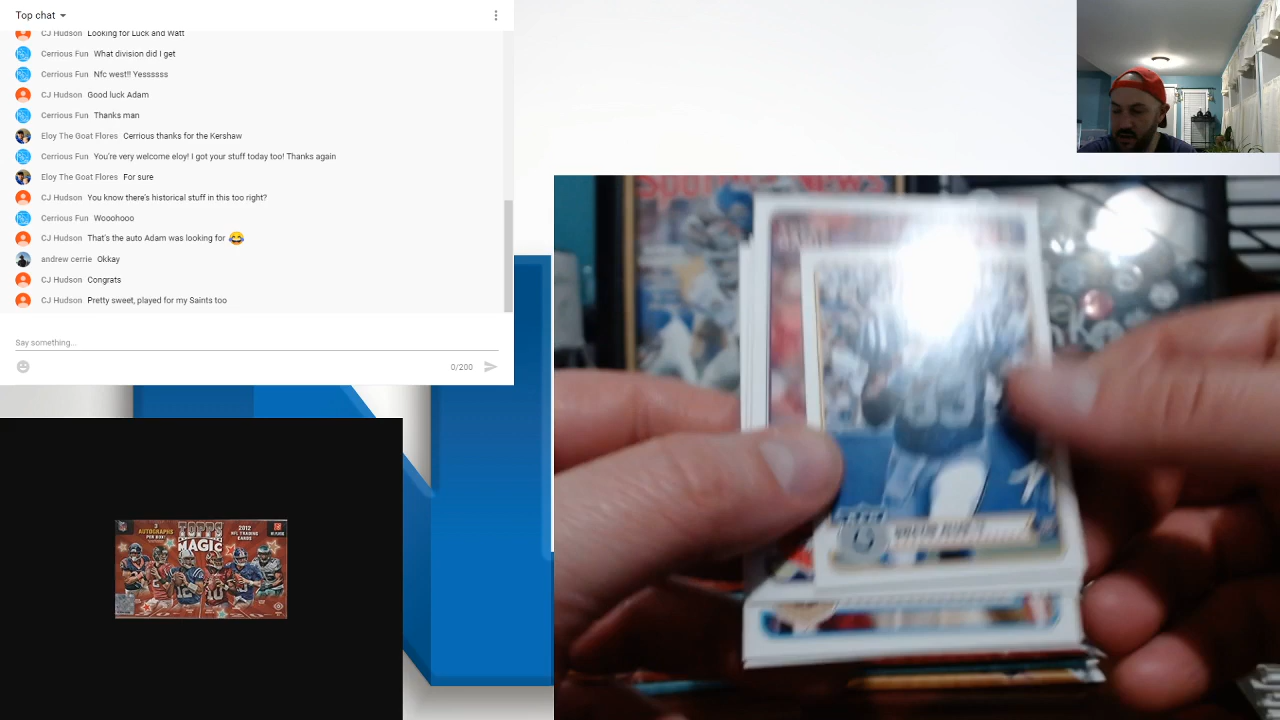 Top chat
CJ Hudson Looking for Luck and Watt
Cerrious Fun What division did I get
Cerrious Fun Nfc west!! Yessssss
CJ Hudson Good luck Adam
Cerrious Fun Thanks man
Eloy The Goat Flores Cerrious thanks for the Kershaw
Cerrious Fun You're very welcome eloy! I got your stuff today too! Thanks again
Eloy The Goat Flores For sure
CJ Hudson You know there's historical stuff in this too right?
Cerrious Fun Wooohooo
CJ Hudson That's the auto Adam was looking for 😂
andrew cerrie Okkay
CJ Hudson Congrats
CJ Hudson Pretty sweet, played for my Saints too
Say something...
0/200
3 AUTOGRAPHS PER BOX!
TOPPS
MAGIC
2012
NFL TRADING CARDS